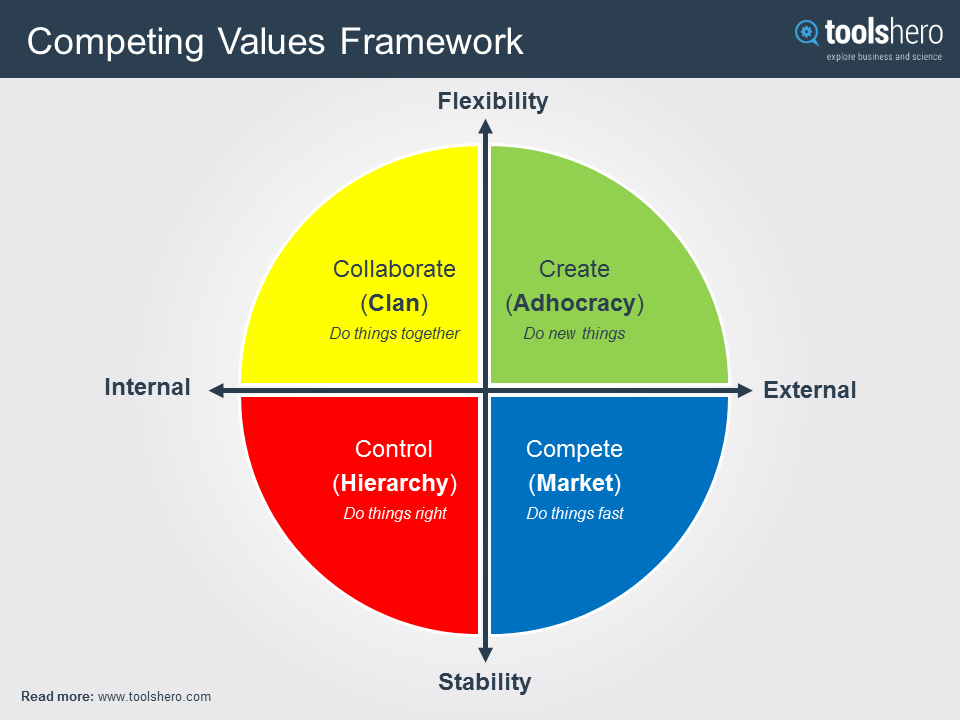 Competing Values Framework
toolshero
explore business and science
Flexibility
Collaborate
(Clan)
Do things together
Create
(Adhocracy)
Do new things
Internal
External
Control
(Hierarchy)
Do things right
Compete
(Market)
Do things fast
Stability
Read more: www.toolshero.com